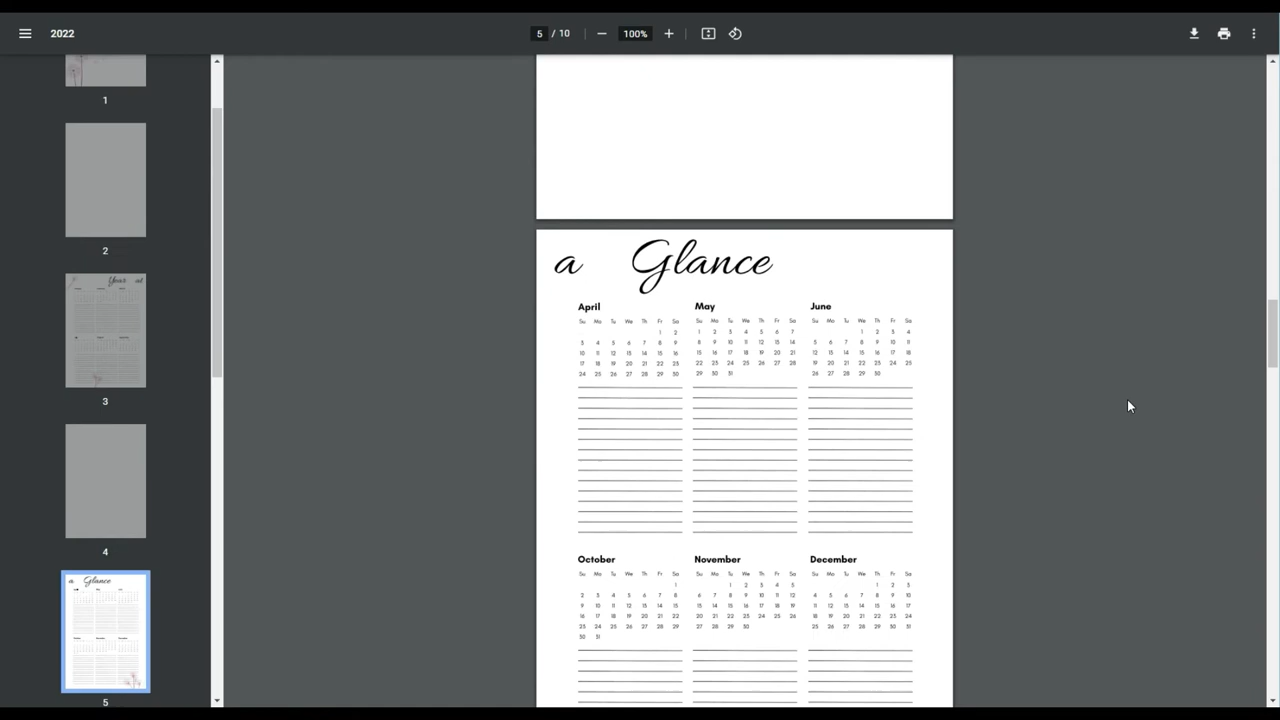 2022
5 / 10
100%
1
2
Glance
3
4
a Glance
5
a Glance
April May June
Su Mo Tu We Th Fr Sa Su Mo Tu We Th Fr Sa Su Mo Tu We Th Fr Sa
1 2 1 2 3 4 5 6 7 1 2 3 4
3 4 5 6 7 8 9 8 9 10 11 12 13 14 5 6 7 8 9 10 11
10 11 12 13 14 15 16 15 16 17 18 19 20 21 12 13 14 15 16 17 18
17 18 19 20 21 22 23 22 23 24 25 26 27 28 19 20 21 22 23 24 25
24 25 26 27 28 29 30 29 30 31 26 27 28 29 30
October November December
Su Mo Tu We Th Fr Sa Su Mo Tu We Th Fr Sa Su Mo Tu We Th Fr Sa
1 1 2 3 4 5 1 2 3
2 3 4 5 6 7 8 6 7 8 9 10 11 12 4 5 6 7 8 9 10
9 10 11 12 13 14 15 13 14 15 16 17 18 19 11 12 13 14 15 16 17
16 17 18 19 20 21 22 20 21 22 23 24 25 26 18 19 20 21 22 23 24
23 24 25 26 27 28 29 27 28 29 30 25 26 27 28 29 30 31
30 31